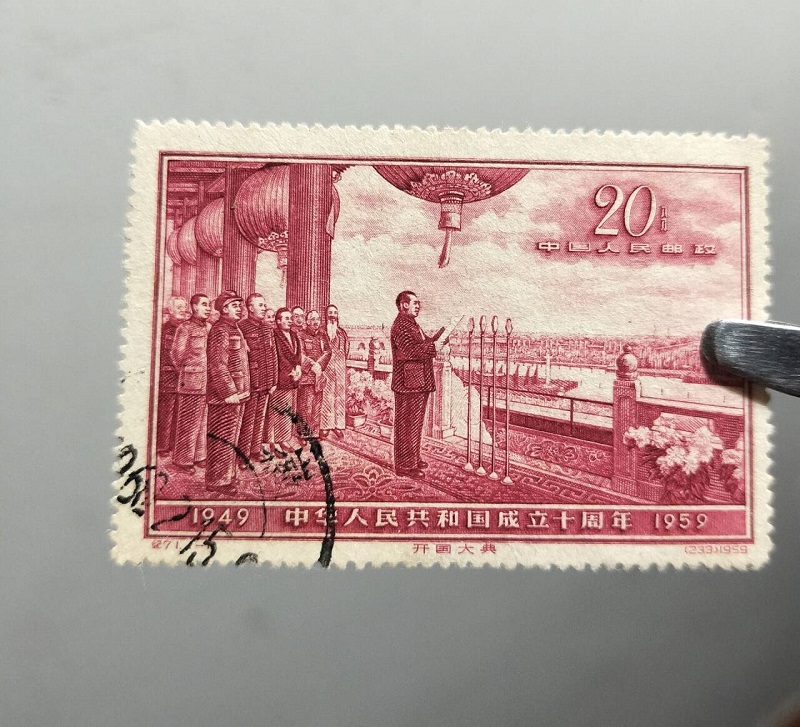 20分
中国人民邮政
1949 中华人民共和国成立十周年 1959
纪71
开国大典
(233)1959